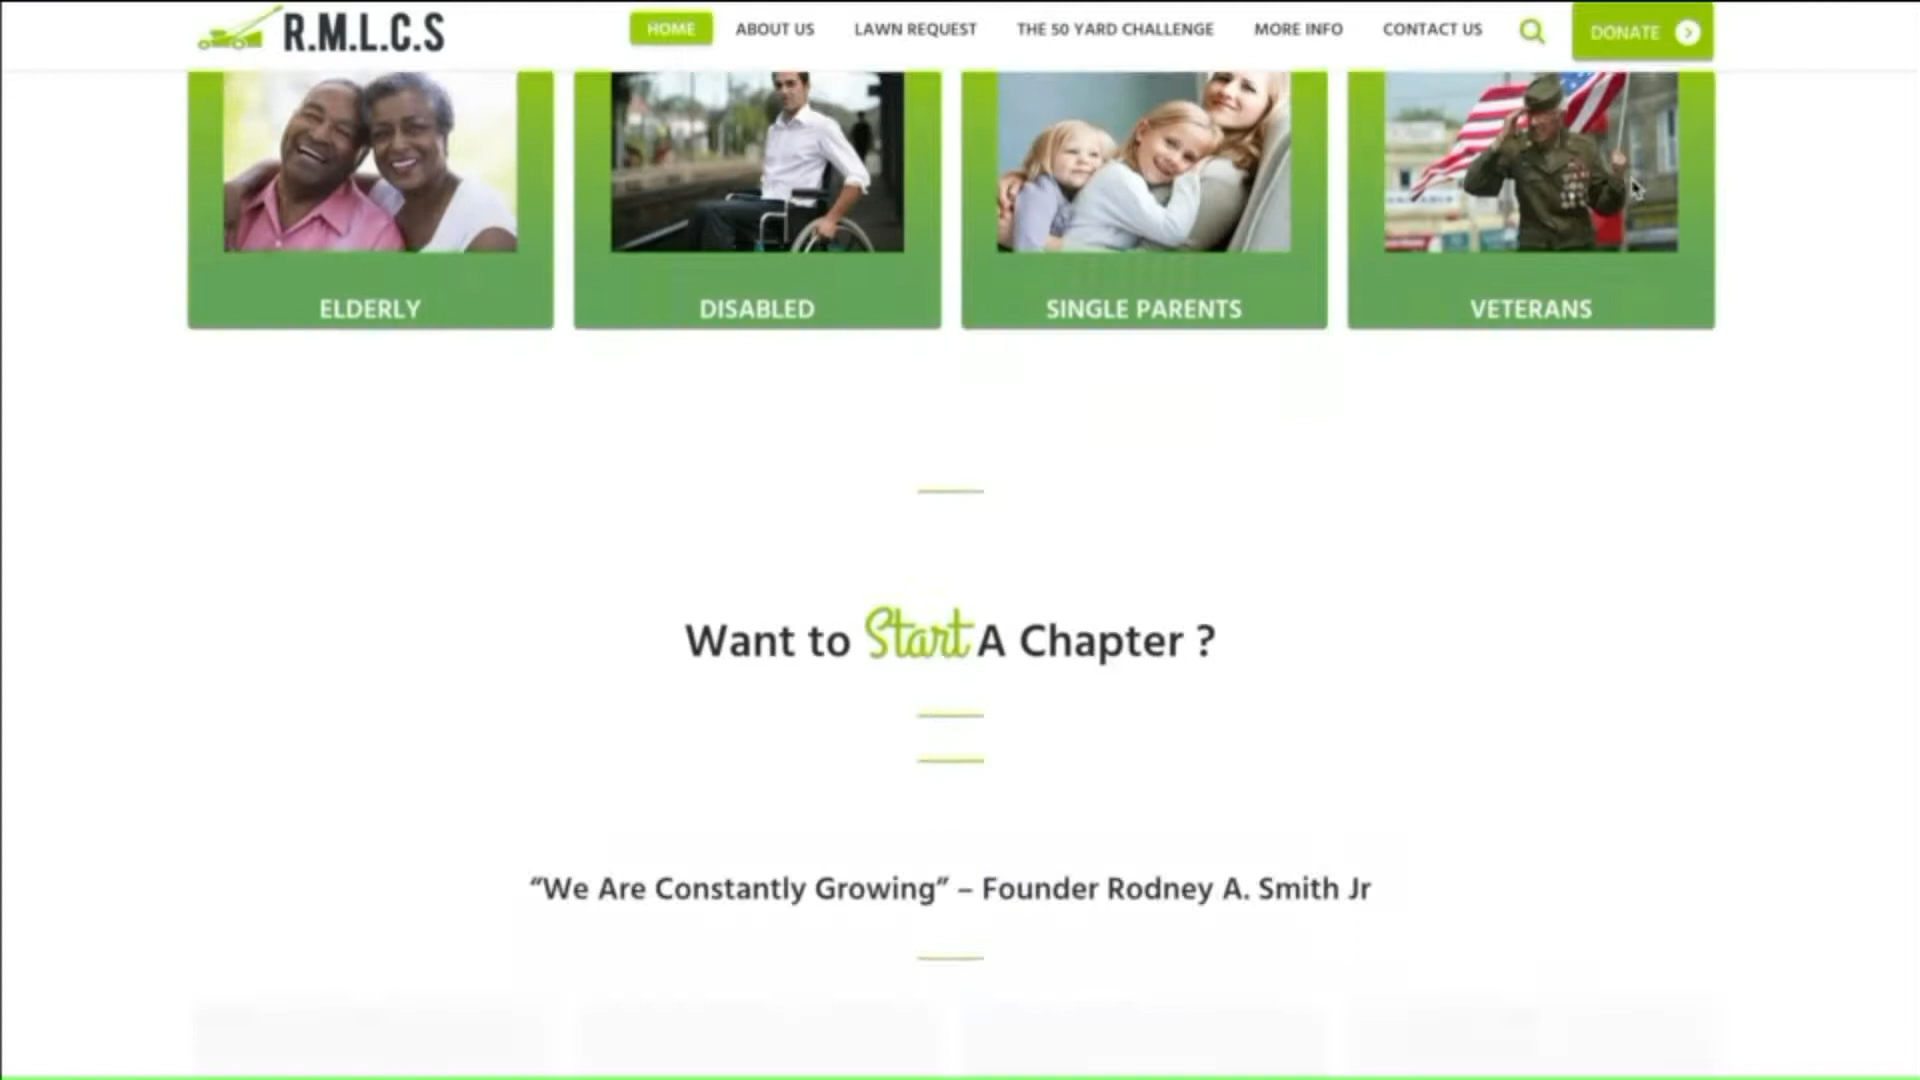 R.M.L.C.S
HOME ABOUT US LAWN REQUEST THE 50 YARD CHALLENGE MORE INFO CONTACT US DONATE
ELDERLY DISABLED SINGLE PARENTS VETERANS
Want to Start A Chapter ?
“We Are Constantly Growing” – Founder Rodney A. Smith Jr